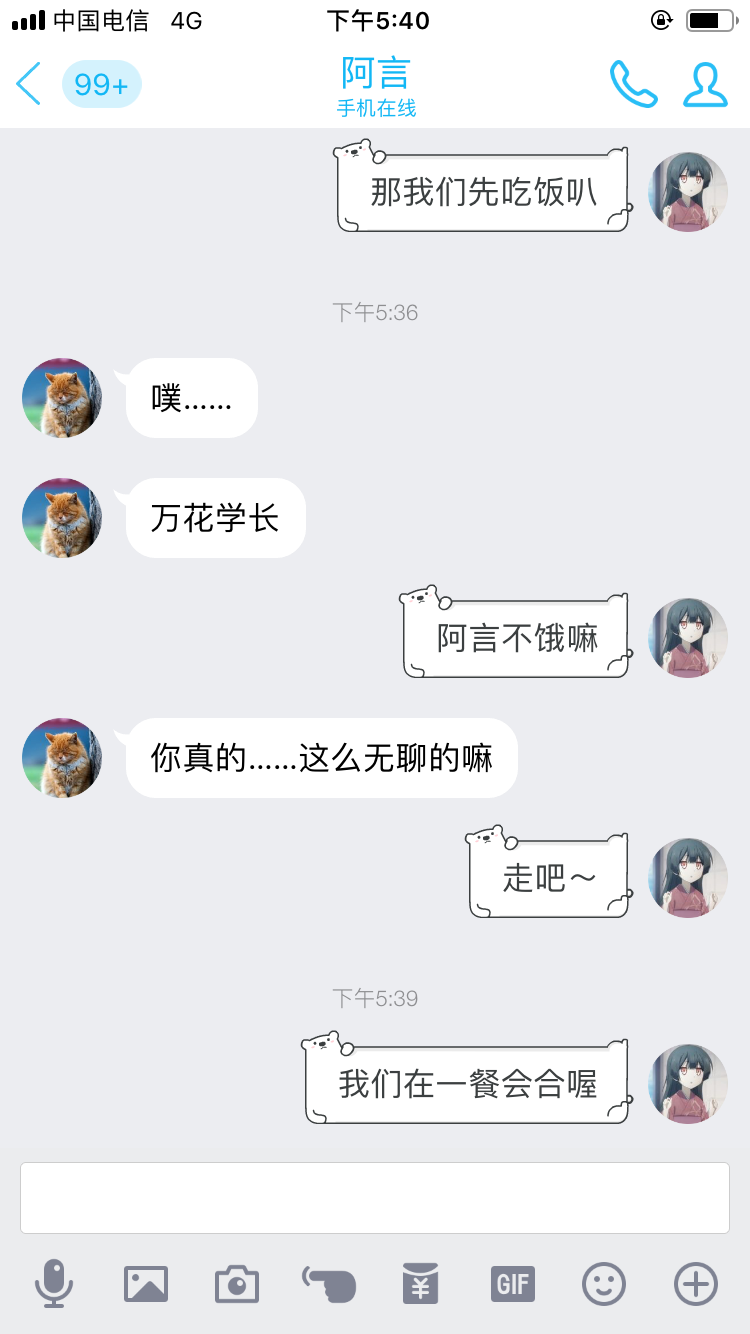 中国电信 4G 下午5:40
99+ 阿言
手机在线
那我们先吃饭叭
下午5:36
噗……
万花学长
阿言不饿嘛
你真的……这么无聊的嘛
走吧～
下午5:39
我们在一餐会合喔
GIF